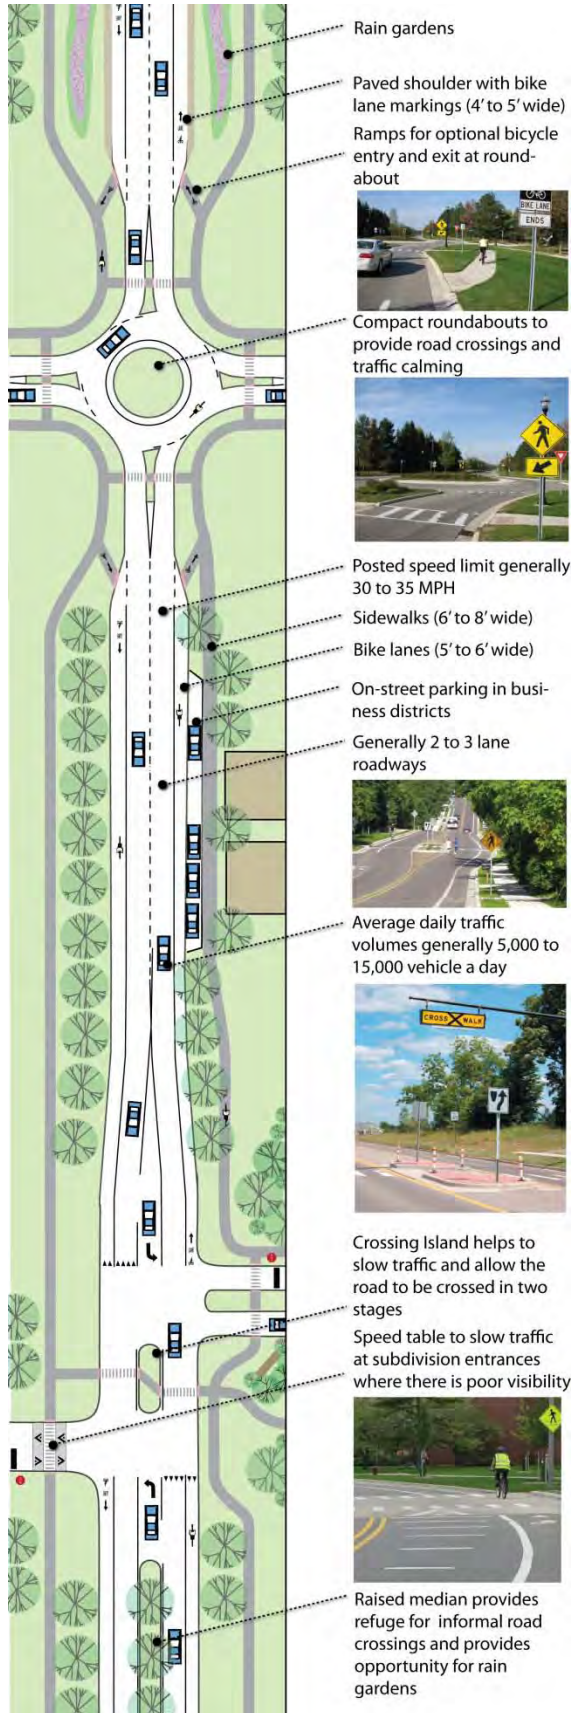 Rain gardens
Paved shoulder with bike
lane markings (4' to 5' wide)
Ramps for optional bicycle
entry and exit at round-
about
BIKE LANE
ENDS
Compact roundabouts to
provide road crossings and
traffic calming
Posted speed limit generally
30 to 35 MPH
Sidewalks (6' to 8' wide)
Bike lanes (5' to 6' wide)
On-street parking in busi-
ness districts
Generally 2 to 3 lane
roadways
Average daily traffic
volumes generally 5,000 to
15,000 vehicle a day
CROSS WALK
Crossing Island helps to
slow traffic and allow the
road to be crossed in two
stages
Speed table to slow traffic
at subdivision entrances
where there is poor visibility
Raised median provides
refuge for informal road
crossings and provides
opportunity for rain
gardens